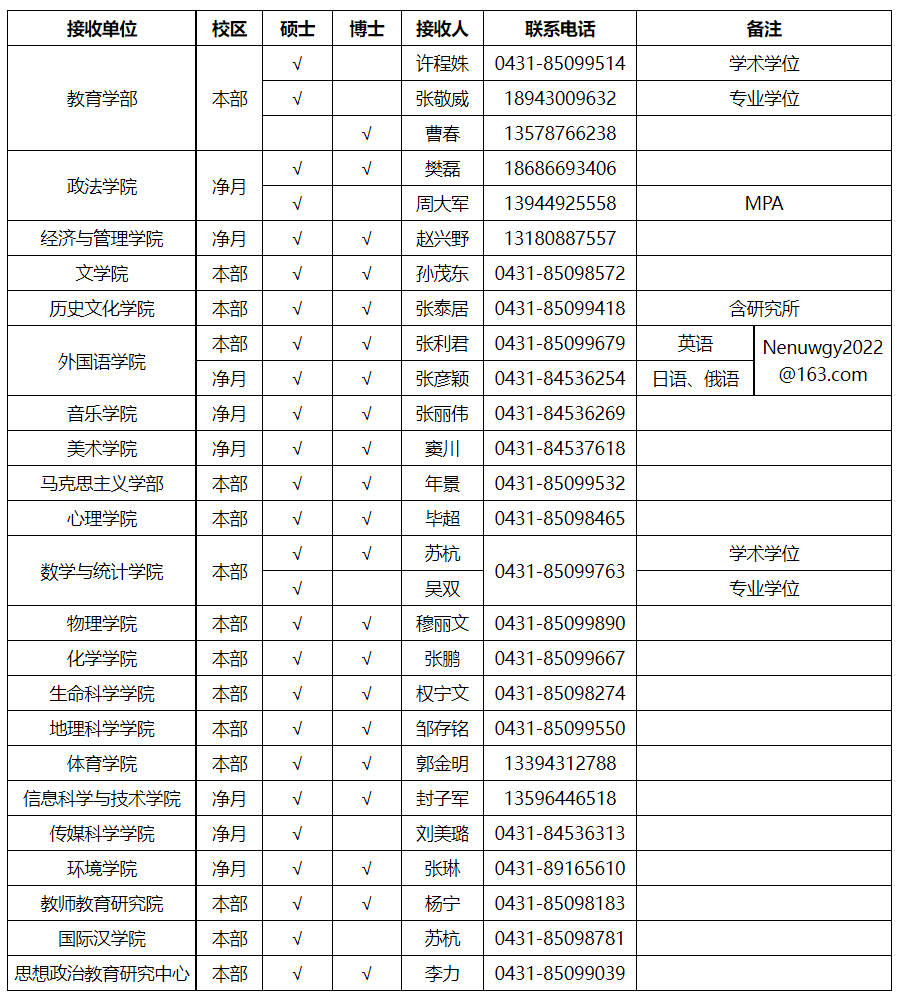 接收单位 校区 硕士 博士 接收人 联系电话 备注
教育学部 本部 √ 许程姝 0431-85099514 学术学位
√ 张敬威 18943009632 专业学位
√ 曹春 13578766238
政法学院 净月 √ √ 樊磊 18686693406
√ 周大军 13944925558 MPA
经济与管理学院 净月 √ √ 赵兴野 13180887557
文学院 本部 √ √ 孙茂东 0431-85098572
历史文化学院 本部 √ √ 张泰居 0431-85099418 含研究所
外国语学院 本部 √ √ 张利君 0431-85099679 英语 Nenuwgy2022
净月 √ √ 张彦颖 0431-84536254 日语、俄语 @163.com
音乐学院 净月 √ √ 张丽伟 0431-84536269
美术学院 净月 √ √ 窦川 0431-84537618
马克思主义学部 本部 √ √ 年景 0431-85099532
心理学院 本部 √ √ 毕超 0431-85098465
数学与统计学院 本部 √ √ 苏杭 0431-85099763 学术学位
√ 吴双 专业学位
物理学院 本部 √ √ 穆丽文 0431-85099890
化学学院 本部 √ √ 张鹏 0431-85099667
生命科学学院 本部 √ √ 权宁文 0431-85098274
地理科学学院 本部 √ √ 邹存铭 0431-85099550
体育学院 本部 √ √ 郭金明 13394312788
信息科学与技术学院 净月 √ √ 封子军 13596446518
传媒科学学院 净月 √ 刘美璐 0431-84536313
环境学院 净月 √ √ 张琳 0431-89165610
教师教育研究院 本部 √ √ 杨宁 0431-85098183
国际汉学院 本部 √ 苏杭 0431-85098781
思想政治教育研究中心 本部 √ √ 李力 0431-85099039